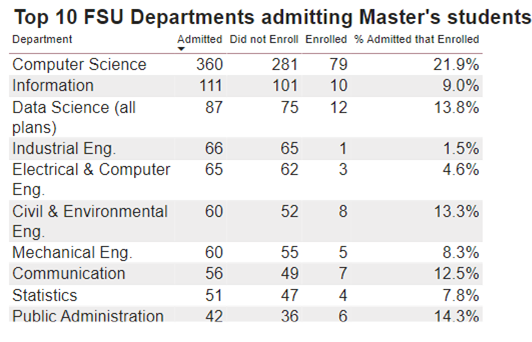 Top 10 FSU Departments admitting Master's students
Department Admitted Did not Enroll Enrolled % Admitted that Enrolled
Computer Science 360 281 79 21.9%
Information 111 101 10 9.0%
Data Science (all 87 75 12 13.8%
plans)
Industrial Eng. 66 65 1 1.5%
Electrical & Computer 65 62 3 4.6%
Eng.
Civil & Environmental 60 52 8 13.3%
Eng.
Mechanical Eng. 60 55 5 8.3%
Communication 56 49 7 12.5%
Statistics 51 47 4 7.8%
Public Administration 42 36 6 14.3%